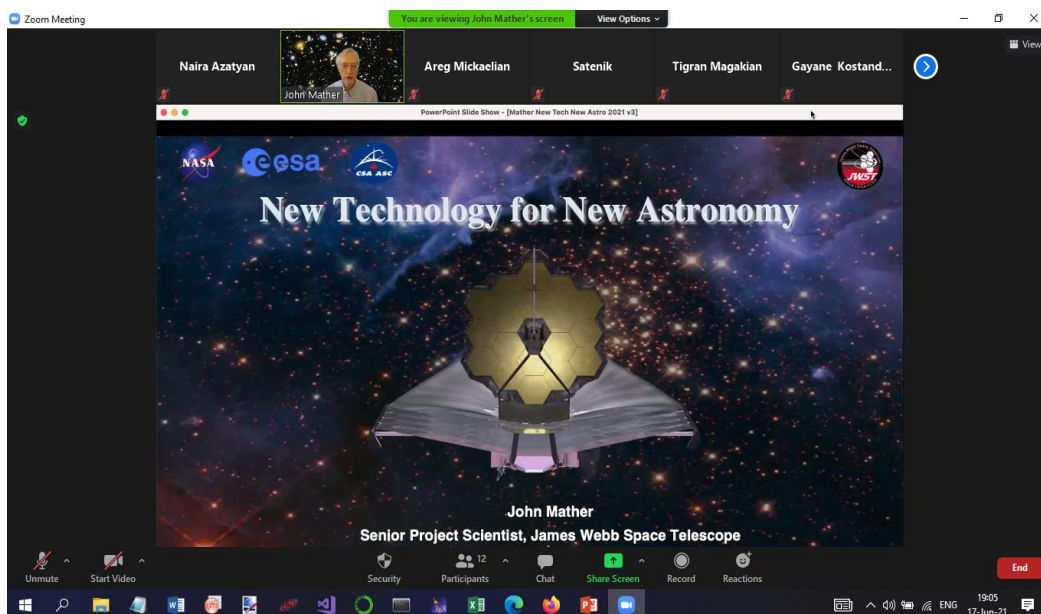 Zoom Meeting
You are viewing John Mather's screen
View Options
View
Naira Azatyan
John Mather
Areg Mickaelian
Satenik
Tigran Magakian
Gayane Kostand...
PowerPoint Slide Show - [Mather New Tech New Astro 2021 v3]
NASA
esa
CSA ASC
JWST
New Technology for New Astronomy
John Mather
Senior Project Scientist, James Webb Space Telescope
Unmute
Start Video
Security
Participants
12
Chat
Share Screen
Record
Reactions
End
ENG
19:05
17-Jun-21